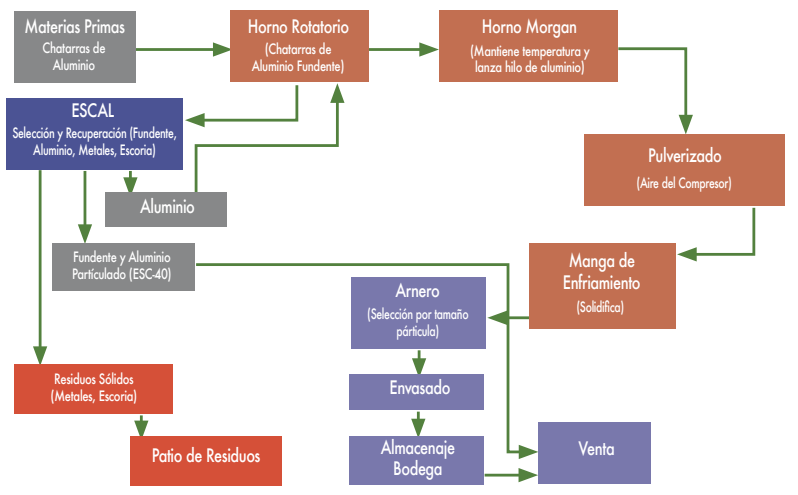 Materias Primas
Chatarras de
Aluminio
Horno Rotatorio
(Chatarras de
Aluminio Fundente)
Horno Morgan
(Mantiene temperatura y
lanza hilo de aluminio)
ESCAL
Selección y Recuperación (Fundente,
Aluminio, Metales, Escoria)
Pulverizado
(Aire del Compresor)
Aluminio
Fundente y Aluminio
Partículado (ESC-40)
Manga de
Enfriamiento
(Solidifica)
Arnero
(Selección por tamaño
párticula)
Envasado
Residuos Sólidos
(Metales, Escoria)
Patio de Residuos
Almacenaje
Bodega
Venta